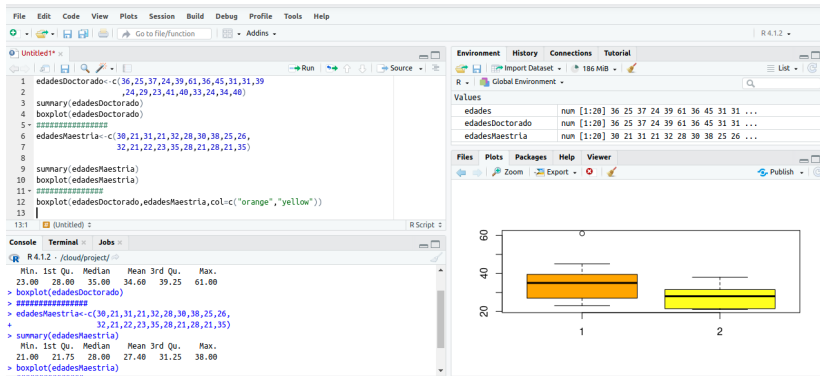 File Edit Code View Plots Session Build Debug Profile Tools Help
Go to file/function Addins R 4.1.2
Untitled1*
Run Source
1 edadesDoctorado<-c(36,25,37,24,39,61,36,45,31,31,39
2 ,24,29,23,41,40,33,24,34,40)
3 summary(edadesDoctorado)
4 boxplot(edadesDoctorado)
5 ################
6 edadesMaestria<-c(30,21,31,21,32,28,30,38,25,26,
7 32,21,22,23,35,28,21,28,21,35)
8
9 summary(edadesMaestria)
10 boxplot(edadesMaestria)
11 ###############
12 boxplot(edadesDoctorado,edadesMaestria,col=c("orange","yellow"))
13
13:1 (Untitled) R Script
Console Terminal Jobs
R 4.1.2 · /cloud/project/
Min. 1st Qu. Median Mean 3rd Qu. Max.
23.00 28.00 35.00 34.60 39.25 61.00
> boxplot(edadesDoctorado)
> ################
> edadesMaestria<-c(30,21,31,21,32,28,30,38,25,26,
+ 32,21,22,23,35,28,21,28,21,35)
> summary(edadesMaestria)
Min. 1st Qu. Median Mean 3rd Qu. Max.
21.00 21.75 28.00 27.40 31.25 38.00
> boxplot(edadesMaestria)
Environment History Connections Tutorial
Import Dataset 186 MiB List
R Global Environment
Values
edades num [1:20] 36 25 37 24 39 61 36 45 31 31 ...
edadesDoctorado num [1:20] 36 25 37 24 39 61 36 45 31 31 ...
edadesMaestria num [1:20] 30 21 31 21 32 28 30 38 25 26 ...
Files Plots Packages Help Viewer
Zoom Export Publish
60
40
20
1 2